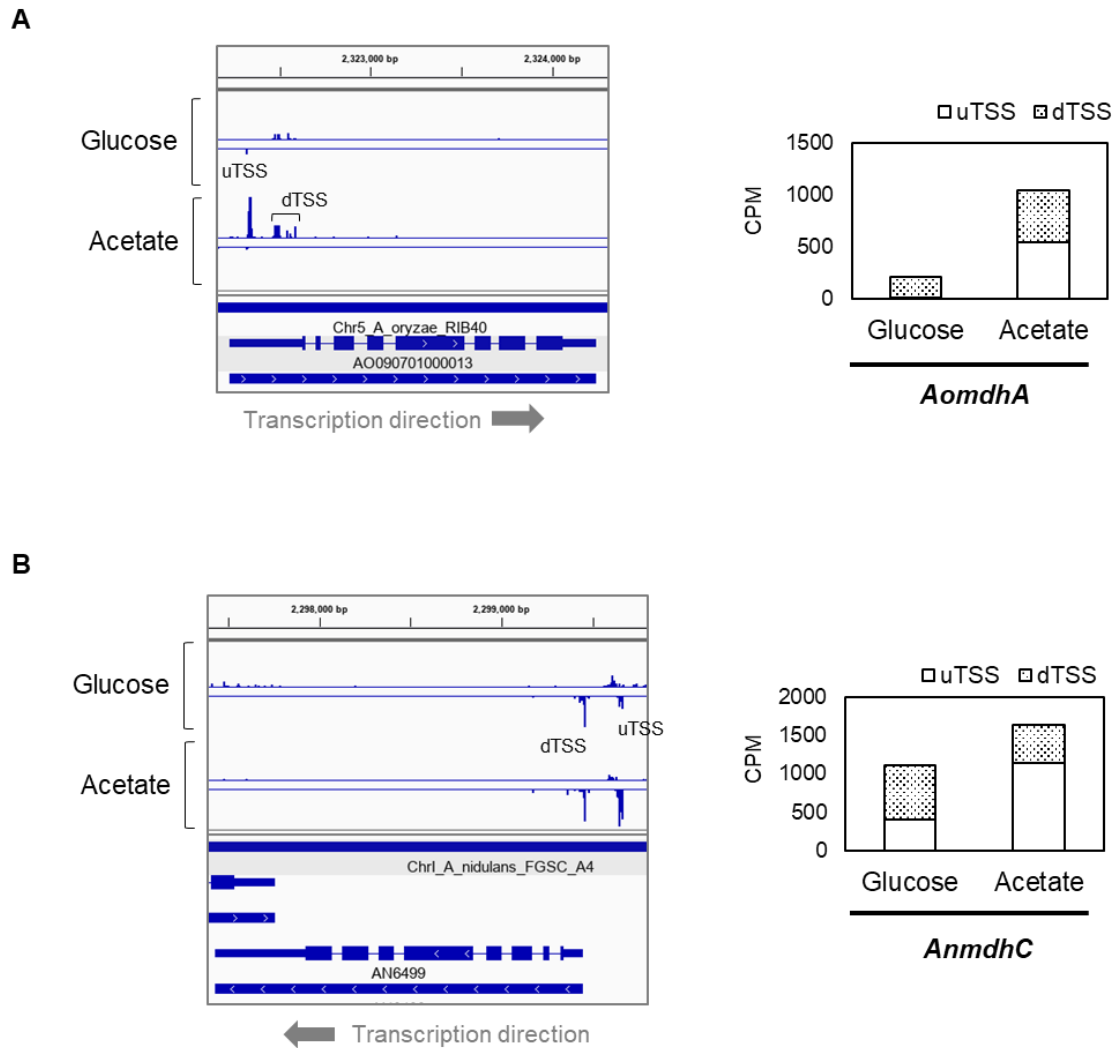 A
2,323,000 bp
2,324,000 bp
Glucose
uTSS
dTSS
Acetate
Chr5_A_oryzae_RIB40
AO090701000013
Transcription direction
uTSS dTSS
CPM
1500
1000
500
0
Glucose Acetate
AomdhA
B
2,298,000 bp
2,299,000 bp
Glucose
uTSS
dTSS
Acetate
ChrI_A_nidulans_FGSC_A4
AN6499
Transcription direction
uTSS dTSS
CPM
2000
1500
1000
500
0
Glucose Acetate
AnmdhC